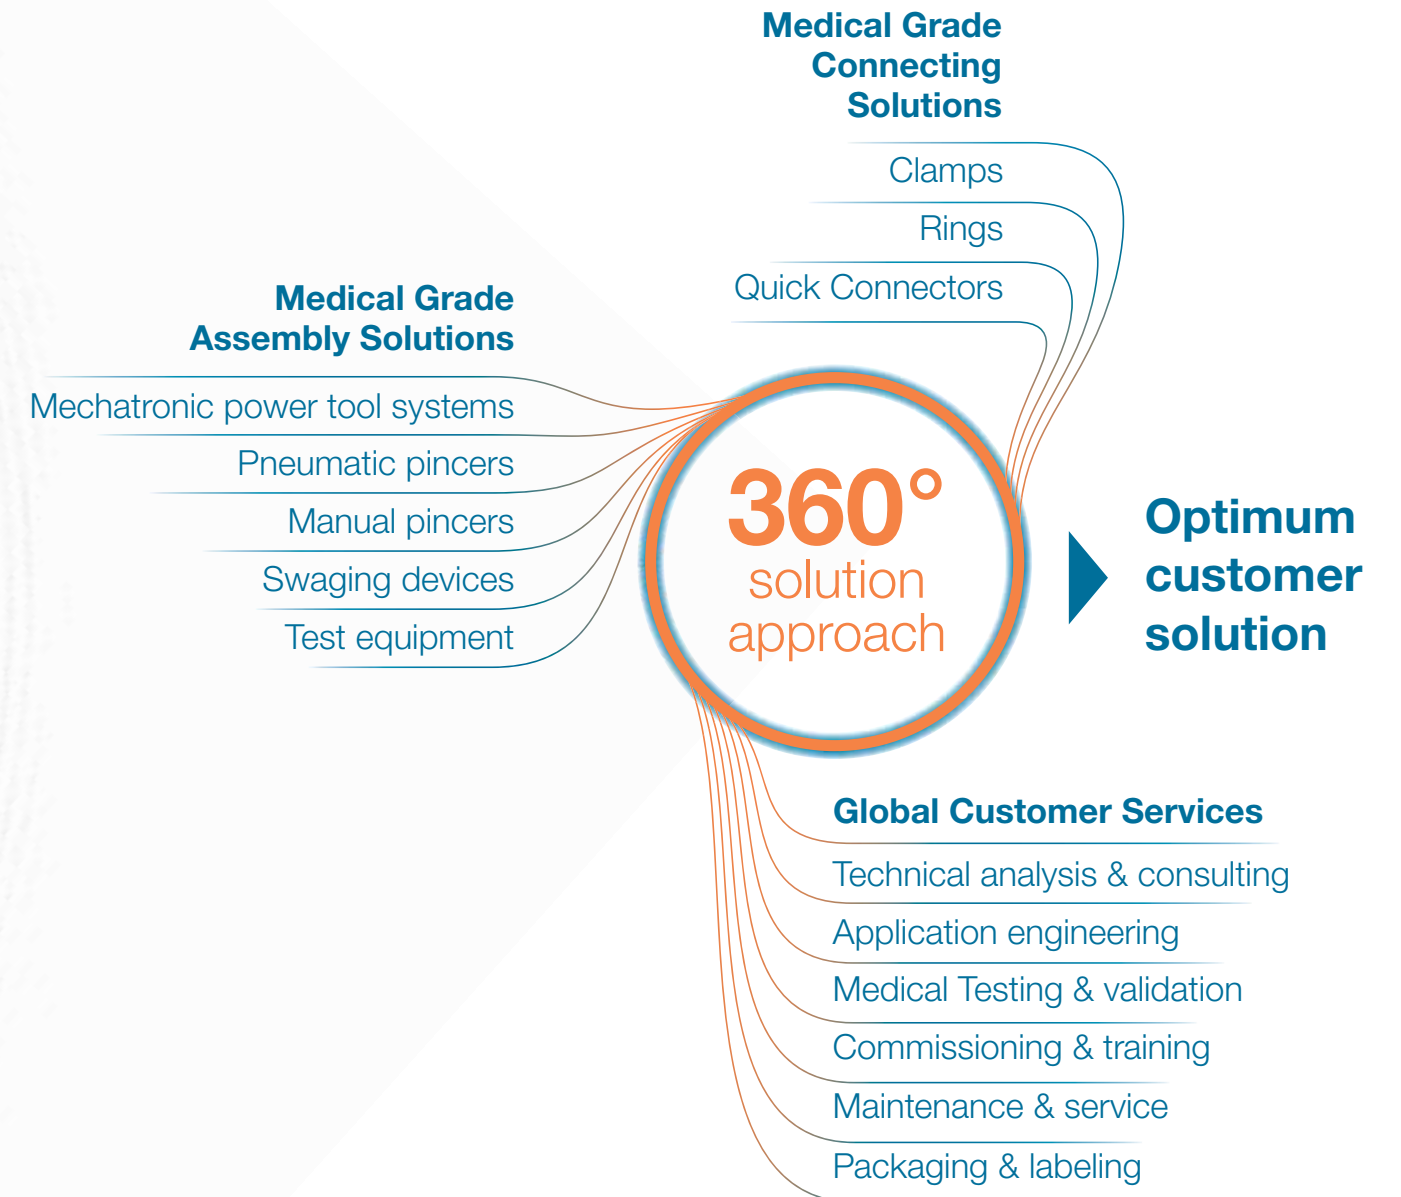 Medical Grade
Connecting
Solutions
Clamps
Rings
Quick Connectors
Medical Grade
Assembly Solutions
Mechatronic power tool systems
Pneumatic pincers
Manual pincers
Swaging devices
Test equipment
360°
solution
approach
Optimum
customer
solution
Global Customer Services
Technical analysis & consulting
Application engineering
Medical Testing & validation
Commissioning & training
Maintenance & service
Packaging & labeling